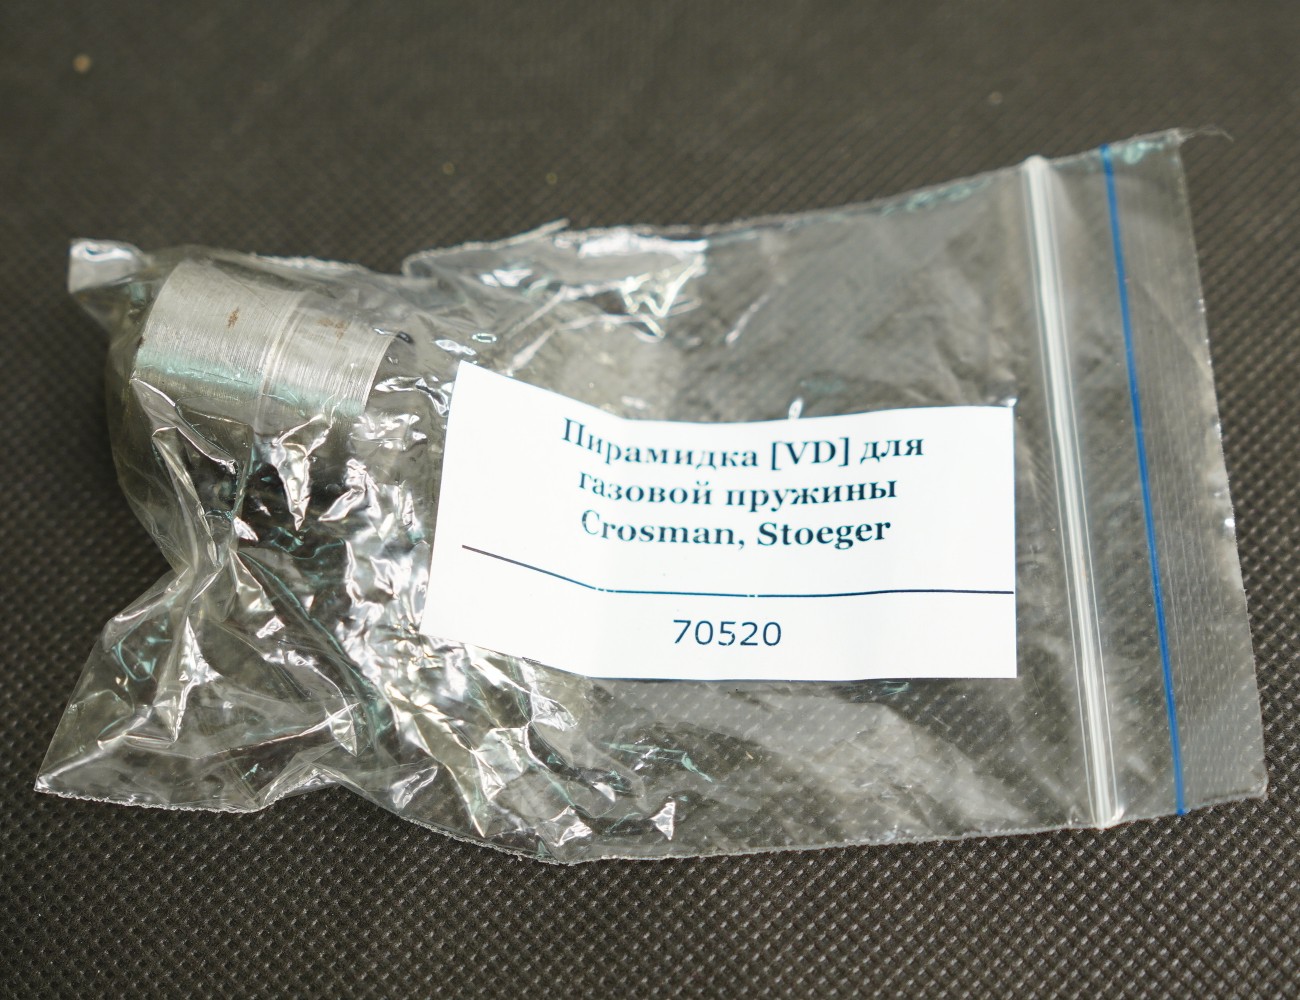 Пирамидка [VD] для
газовой пружины
Crosman, Stoeger
70520